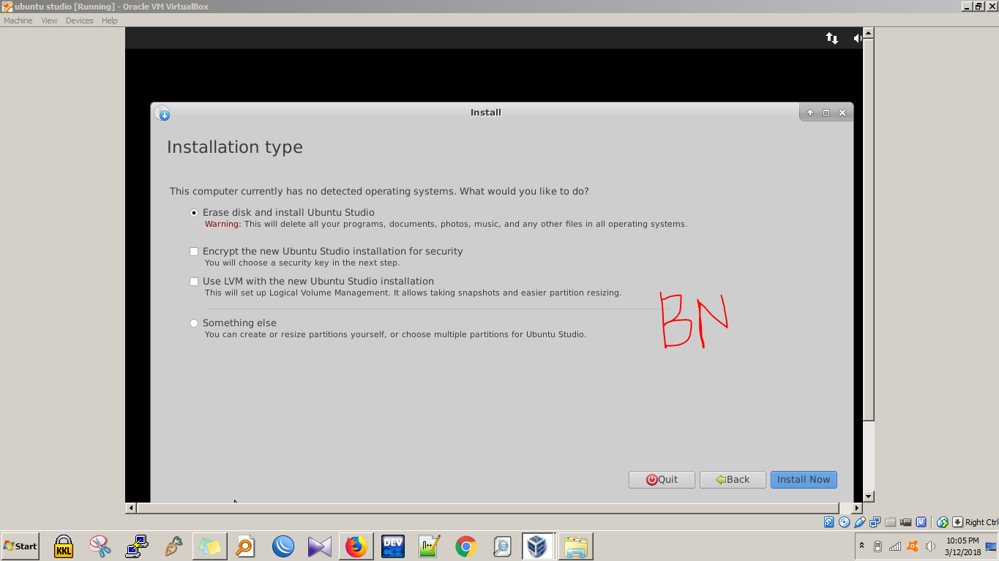 ubuntu studio [Running] - Oracle VM VirtualBox
Machine View Devices Help
Install
Installation type
This computer currently has no detected operating systems. What would you like to do?
Erase disk and install Ubuntu Studio
Warning: This will delete all your programs, documents, photos, music, and any other files in all operating systems.
Encrypt the new Ubuntu Studio installation for security
You will choose a security key in the next step.
Use LVM with the new Ubuntu Studio installation
This will set up Logical Volume Management. It allows taking snapshots and easier partition resizing.
BN
Something else
You can create or resize partitions yourself, or choose multiple partitions for Ubuntu Studio.
Quit Back Install Now
Right Ctrl
Start KKL DEV C++ 10:05 PM
3/12/2018